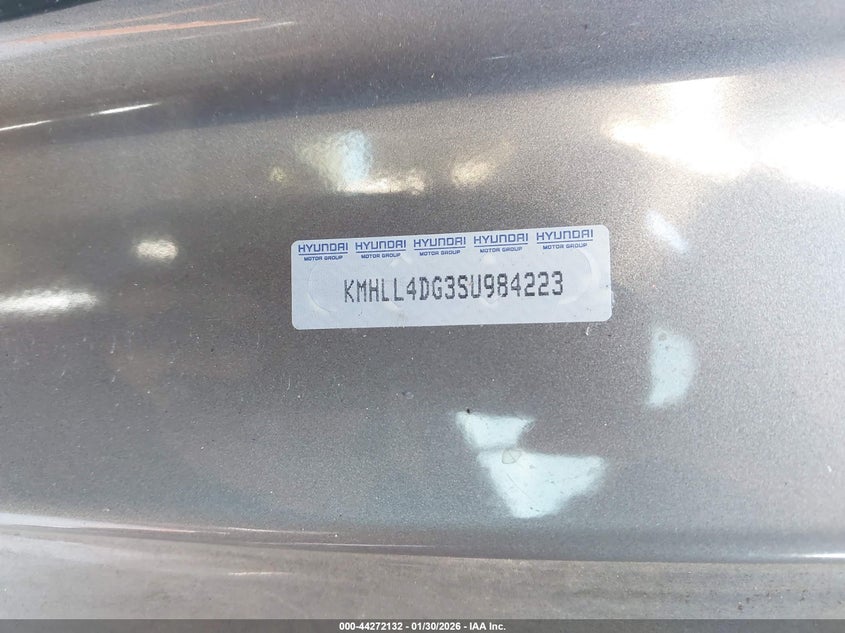 HYUNDAI HYUNDAI HYUNDAI HYUNDAI HYUNDAI
MOTOR GROUP MOTOR GROUP MOTOR GROUP MOTOR GROUP MOTOR GROUP
KMHLL4DG3SU984223
000-44272132 - 01/30/2026 - IAA Inc.